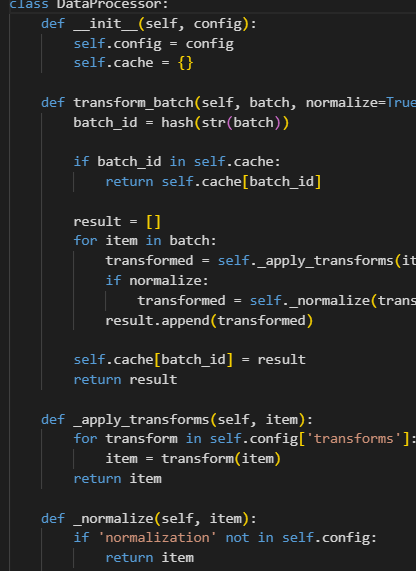 class DataProcessor:
    def __init__(self, config):
        self.config = config
        self.cache = {}

    def transform_batch(self, batch, normalize=True
        batch_id = hash(str(batch))

        if batch_id in self.cache:
            return self.cache[batch_id]

        result = []
        for item in batch:
            transformed = self._apply_transforms(it
            if normalize:
                transformed = self._normalize(trans
            result.append(transformed)

        self.cache[batch_id] = result
        return result

    def _apply_transforms(self, item):
        for transform in self.config['transforms']:
            item = transform(item)
        return item

    def _normalize(self, item):
        if 'normalization' not in self.config:
            return item